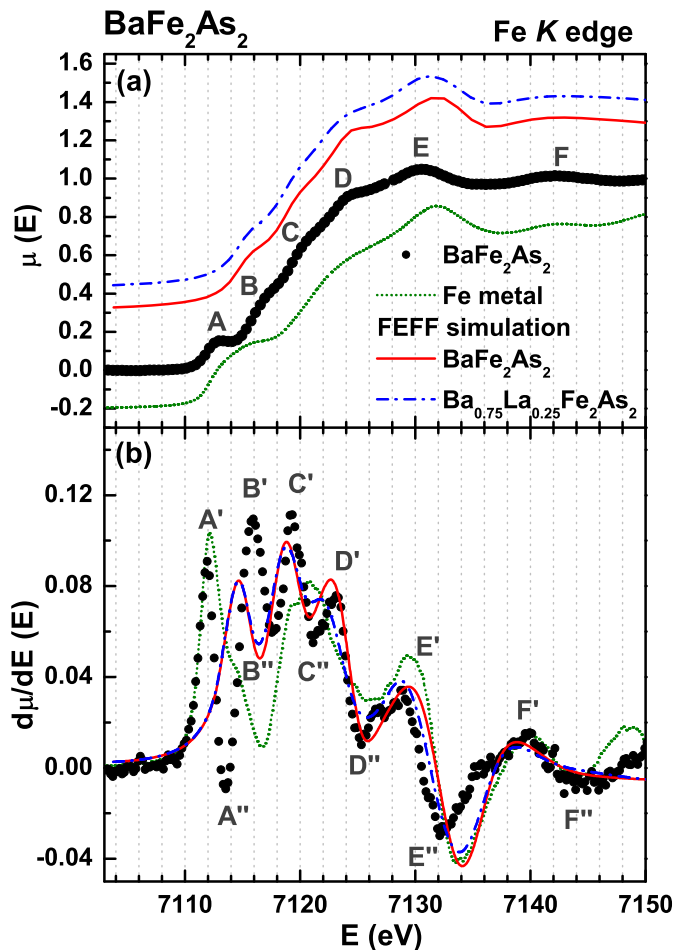 BaFe₂As₂ Fe K edge
(a)
1.6
1.4
1.2
1.0
0.8
0.6
0.4
0.2
0.0
-0.2
μ (E)
A
B
C
D
E
F
BaFe₂As₂
Fe metal
FEFF simulation
BaFe₂As₂
Ba₀.₇₅La₀.₂₅Fe₂As₂
(b)
0.12
0.08
0.04
0.00
-0.04
dμ/dE (E)
A'
B'
C'
D'
E'
F'
A"
B"
C"
D"
E"
F"
7110 7120 7130 7140 7150
E (eV)